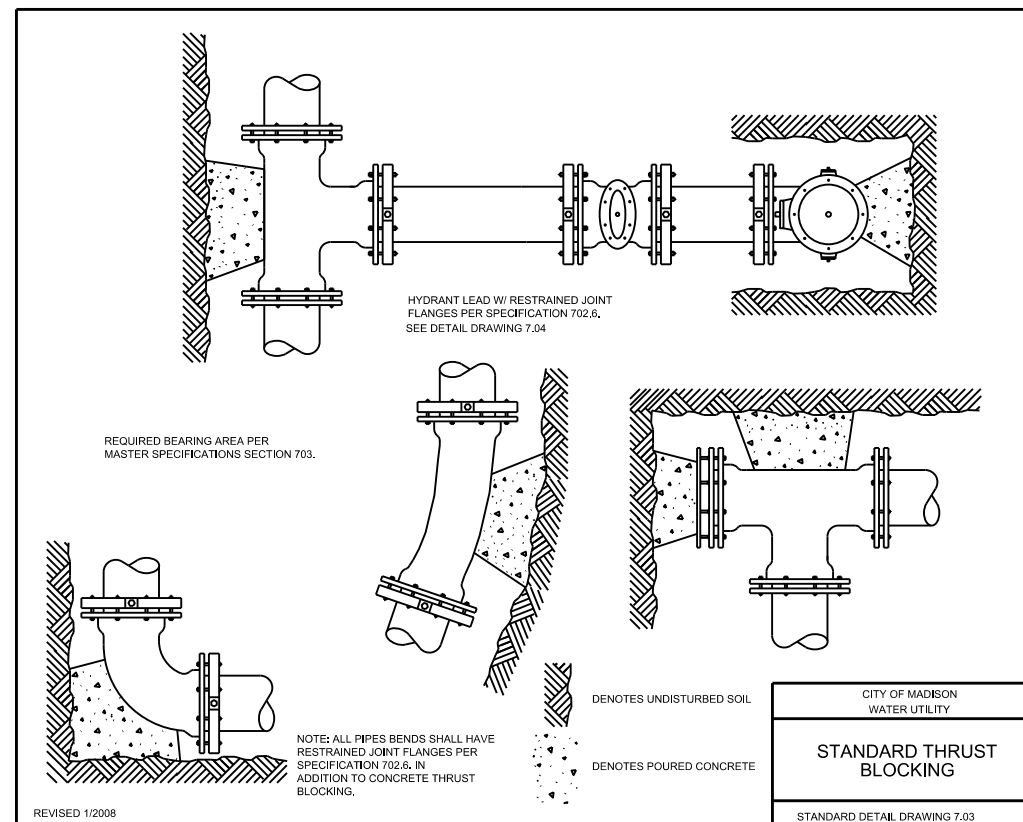 HYDRANT LEAD W/ RESTRAINED JOINT
FLANGES PER SPECIFICATION 702.6.
SEE DETAIL DRAWING 7.04
REQUIRED BEARING AREA PER
MASTER SPECIFICATIONS SECTION 703.
NOTE: ALL PIPES BENDS SHALL HAVE
RESTRAINED JOINT FLANGES PER
SPECIFICATION 702.6. IN
ADDITION TO CONCRETE THRUST
BLOCKING.
DENOTES UNDISTURBED SOIL
DENOTES POURED CONCRETE
CITY OF MADISON
WATER UTILITY
STANDARD THRUST
BLOCKING
STANDARD DETAIL DRAWING 7.03
REVISED 1/2008